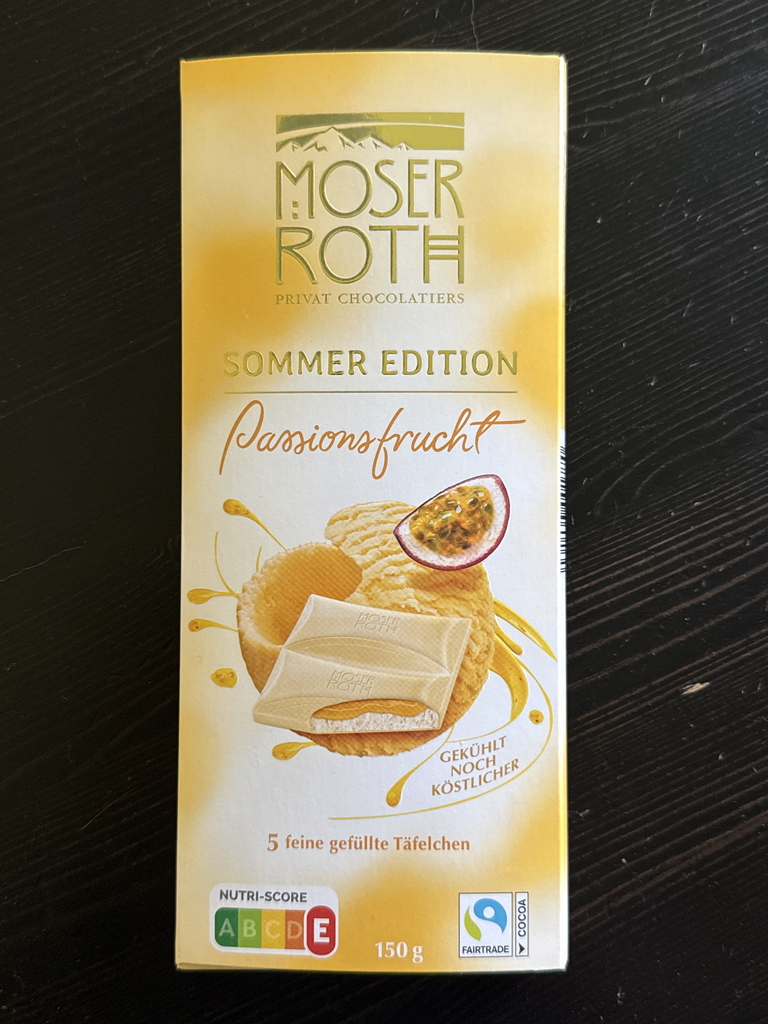 MOSER
ROTH
PRIVAT CHOCOLATIERS
SOMMER EDITION
Passionsfrucht
MOSER
ROTH
MOSER
ROTH
GEKÜHLT
NOCH
KÖSTLICHER
5 feine gefüllte Täfelchen
NUTRI-SCORE
A B C D E
150 g
FAIRTRADE
COCOA